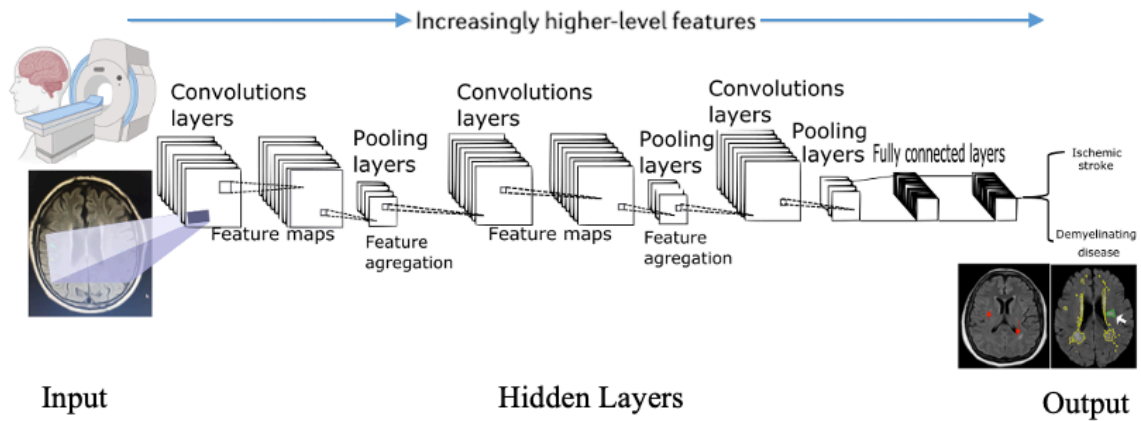 Increasingly higher-level features
Convolutions
layers
Pooling
layers
Convolutions
layers
Pooling
layers
Convolutions
layers
Pooling
layers
Fully connected layers
Ischemic
stroke
Demyelinating
disease
Feature maps
Feature
agregation
Feature maps
Feature
agregation
Input
Hidden Layers
Output